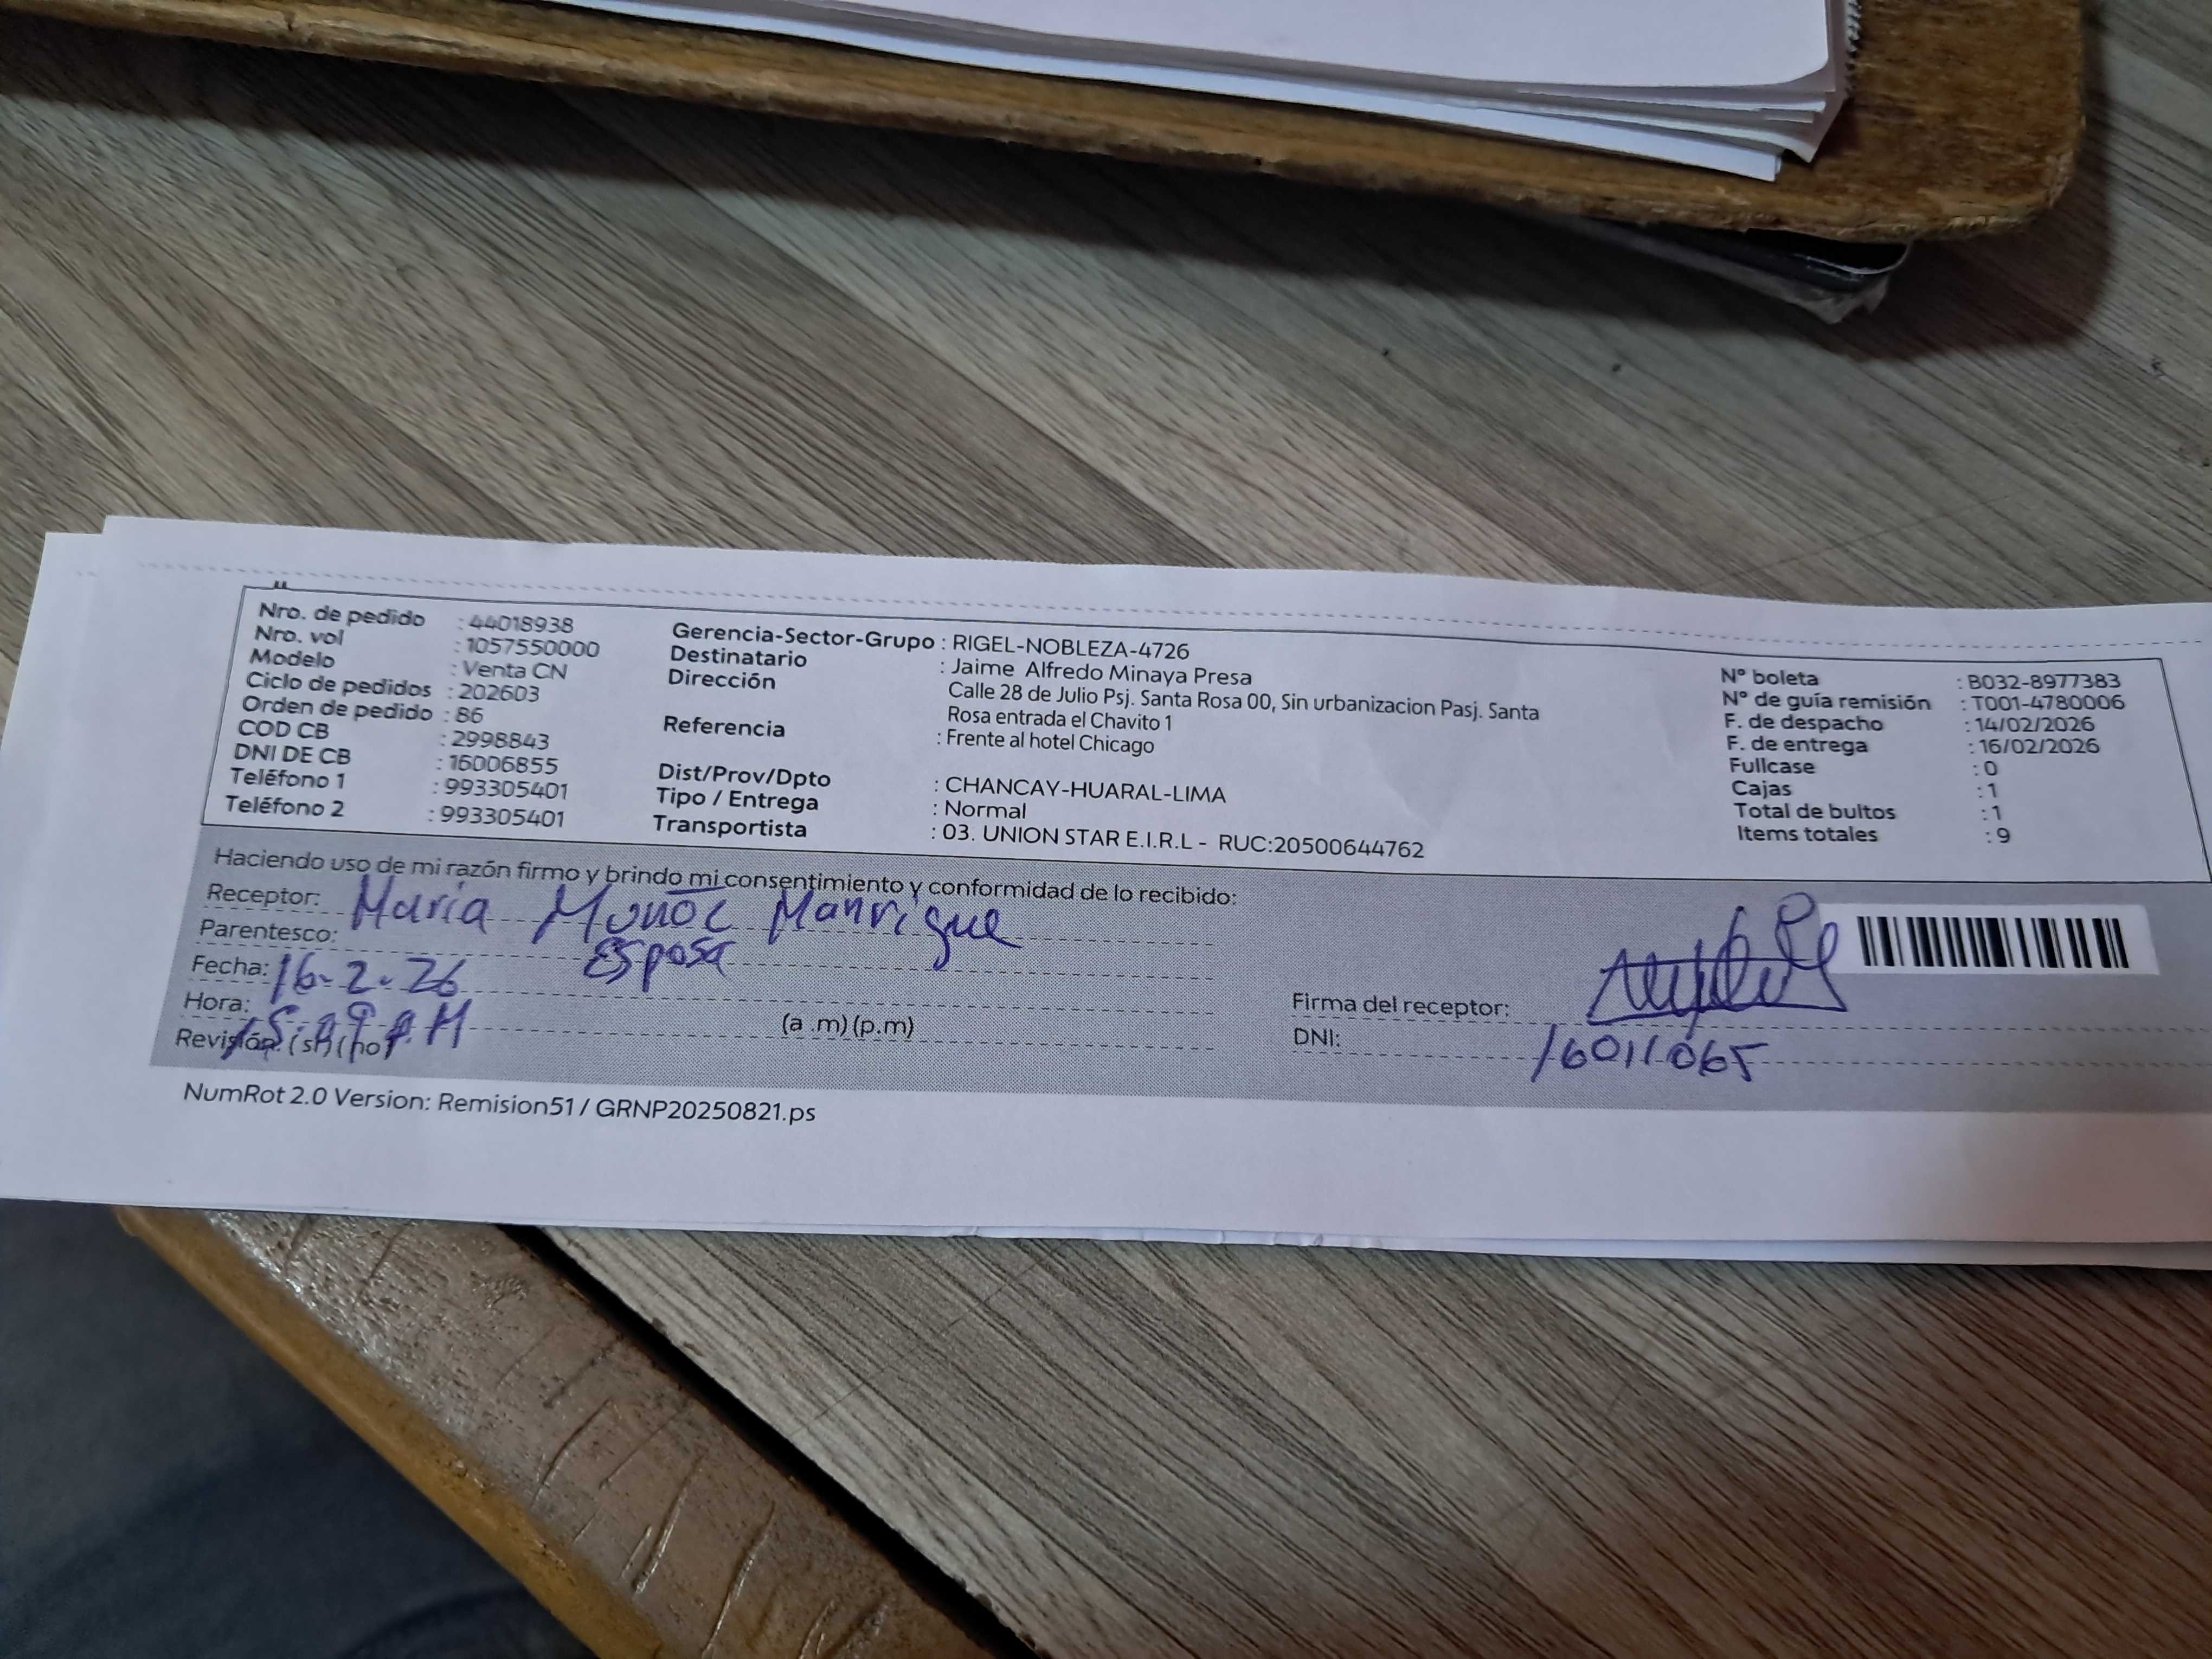 Nro. de pedido : 44018938
Nro. vol : 1057550000
Modelo : Venta CN
Ciclo de pedidos : 202603
Orden de pedido : 86
COD CB : 2998843
DNI DE CB : 16006855
Teléfono 1 : 993305401
Teléfono 2 : 993305401
Gerencia-Sector-Grupo : RIGEL-NOBLEZA-4726
Destinatario : Jaime Alfredo Minaya Presa
Dirección Calle 28 de Julio Psj. Santa Rosa 00, Sin urbanizacion Pasj. Santa
Rosa entrada el Chavito 1
Referencia : Frente al hotel Chicago
Dist/Prov/Dpto : CHANCAY-HUARAL-LIMA
Tipo / Entrega : Normal
Transportista : 03. UNION STAR E.I.R.L - RUC:20500644762
N° boleta : B032-8977383
N° de guía remisión : T001-4780006
F. de despacho : 14/02/2026
F. de entrega : 16/02/2026
Fullcase : 0
Cajas : 1
Total de bultos : 1
Items totales : 9
Haciendo uso de mi razón firmo y brindo mi consentimiento y conformidad de lo recibido:
Receptor: María Manrique
Parentesco: Esposa
Fecha: 16-2-26
Hora: (a .m) (p.m)
Revisión: (si) (no)
Firma del receptor:
DNI: 16011065
NumRot 2.0 Version: Remision51 / GRNP20250821.ps